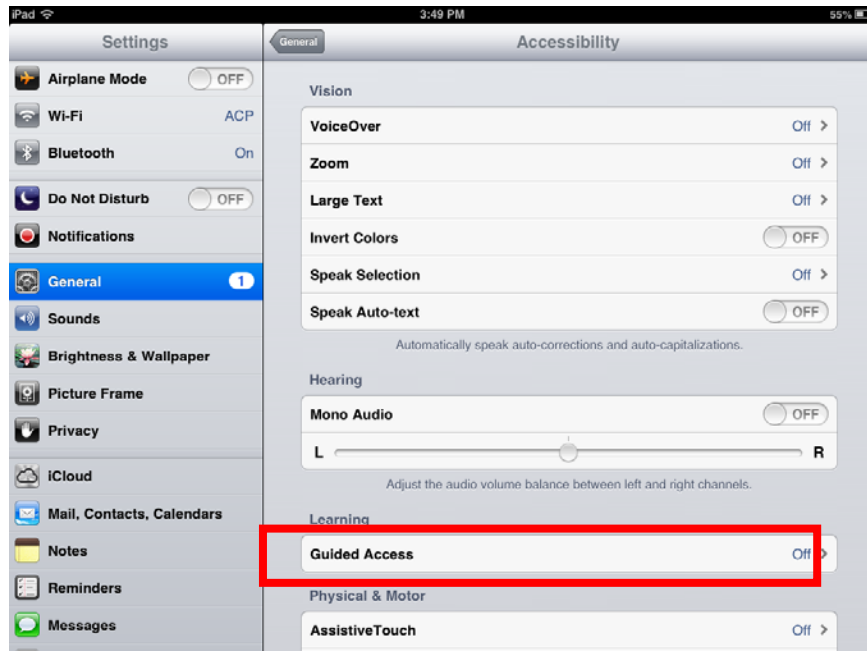 iPad 3:49 PM 55%
Settings
Airplane Mode OFF
Wi-Fi ACP
Bluetooth On
Do Not Disturb OFF
Notifications
General 1
Sounds
Brightness & Wallpaper
Picture Frame
Privacy
iCloud
Mail, Contacts, Calendars
Notes
Reminders
Messages
General Accessibility
Vision
VoiceOver Off
Zoom Off
Large Text Off
Invert Colors OFF
Speak Selection Off
Speak Auto-text OFF
Automatically speak auto-corrections and auto-capitalizations.
Hearing
Mono Audio OFF
L R
Adjust the audio volume balance between left and right channels.
Learning
Guided Access Off
Physical & Motor
AssistiveTouch Off